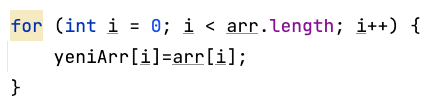 for (int i = 0; i < arr.length; i++) {
    yeniArr[i]=arr[i];
}